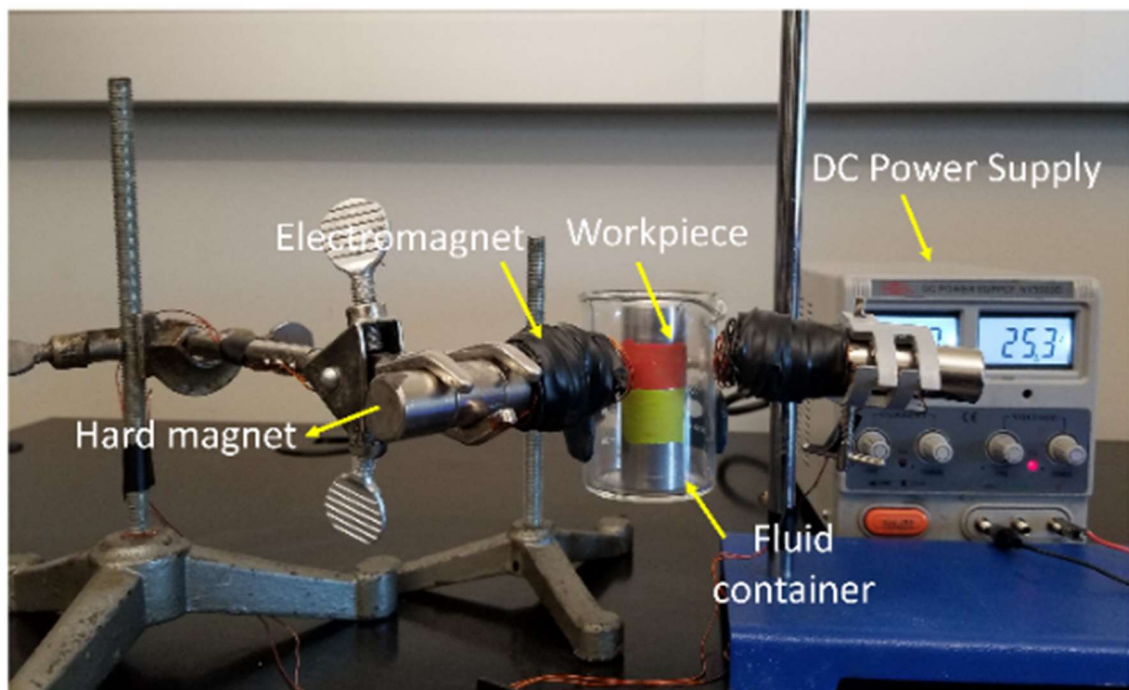 DC Power Supply
Electromagnet
Workpiece
DC POWER SUPPLY
25.3
Hard magnet
Fluid
container